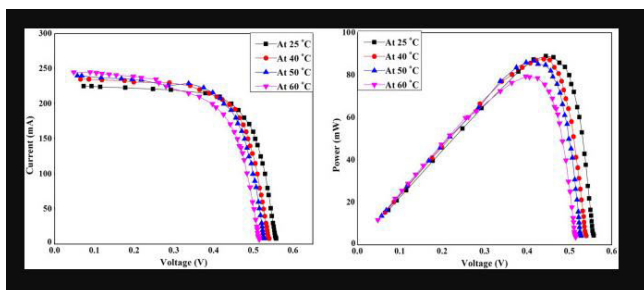 300
250
200
150
100
50
0
Current (mA)
0.0 0.1 0.2 0.3 0.4 0.5 0.6
Voltage (V)
At 25 °C
At 40 °C
At 50 °C
At 60 °C
100
80
60
40
20
0
Power (mW)
0.0 0.1 0.2 0.3 0.4 0.5 0.6
Voltage (V)
At 25 °C
At 40 °C
At 50 °C
At 60 °C